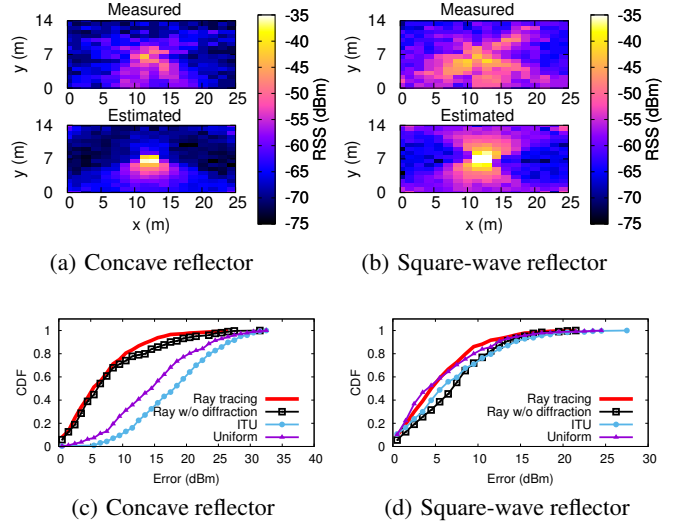 Measured
Measured
14
7
0
y (m)
0 5 10 15 20 25
-35
-40
-45
-50
-55
-60
-65
-70
-75
RSS (dBm)
14
7
0
y (m)
0 5 10 15 20 25
-35
-40
-45
-50
-55
-60
-65
-70
-75
RSS (dBm)
Estimated
Estimated
14
7
0
y (m)
0 5 10 15 20 25
x (m)
14
7
0
y (m)
0 5 10 15 20 25
x (m)
(a) Concave reflector
(b) Square-wave reflector
1
0.8
0.6
0.4
0.2
0
CDF
Ray tracing
Ray w/o diffraction
ITU
Uniform
0 5 10 15 20 25 30 35 40
Error (dBm)
1
0.8
0.6
0.4
0.2
0
CDF
Ray tracing
Ray w/o diffraction
ITU
Uniform
0 5 10 15 20 25 30
Error (dBm)
(c) Concave reflector
(d) Square-wave reflector